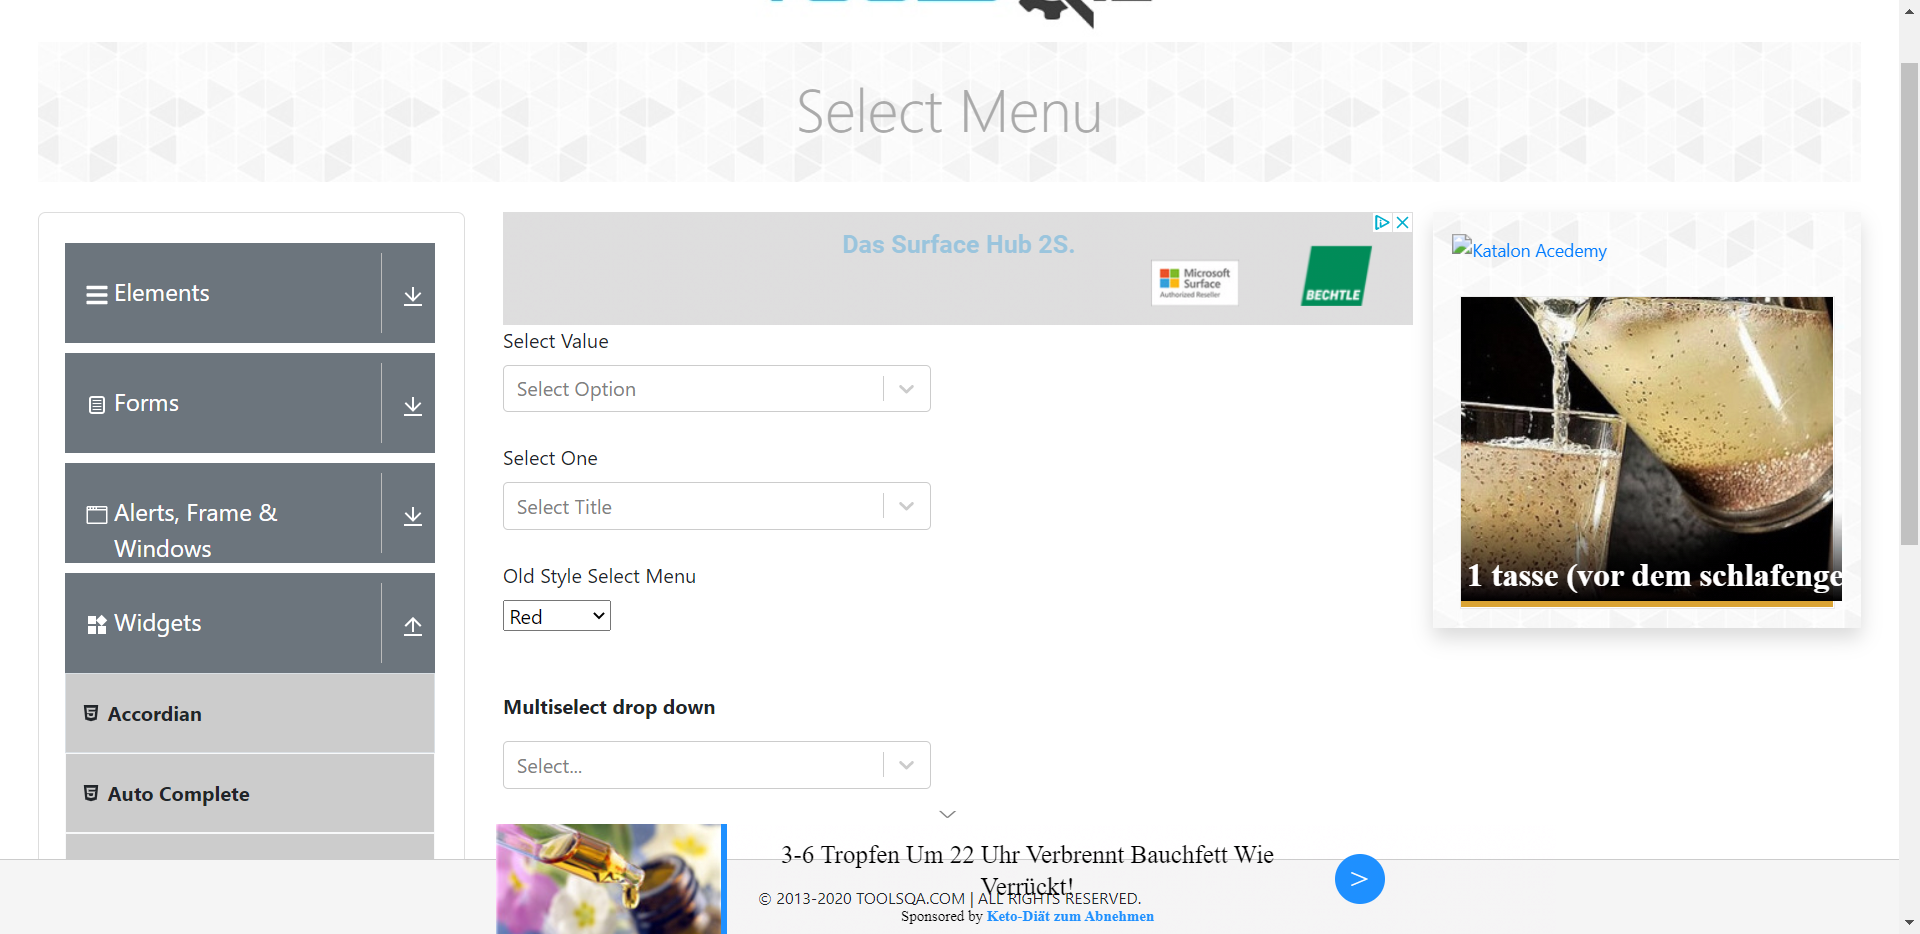 Select Menu
Elements
Forms
Alerts, Frame &
Windows
Widgets
Accordian
Auto Complete
Das Surface Hub 2S.
Microsoft
Surface
Authorized Reseller
BECHTLE
Select Value
Select Option
Select One
Select Title
Old Style Select Menu
Red
Multiselect drop down
Select...
Katalon Acedemy
1 tasse (vor dem schlafenge
3-6 Tropfen Um 22 Uhr Verbrennt Bauchfett Wie
Verrückt!
>
© 2013-2020 TOOLSQA.COM | ALL RIGHTS RESERVED.
Sponsored by Keto-Diät zum Abnehmen